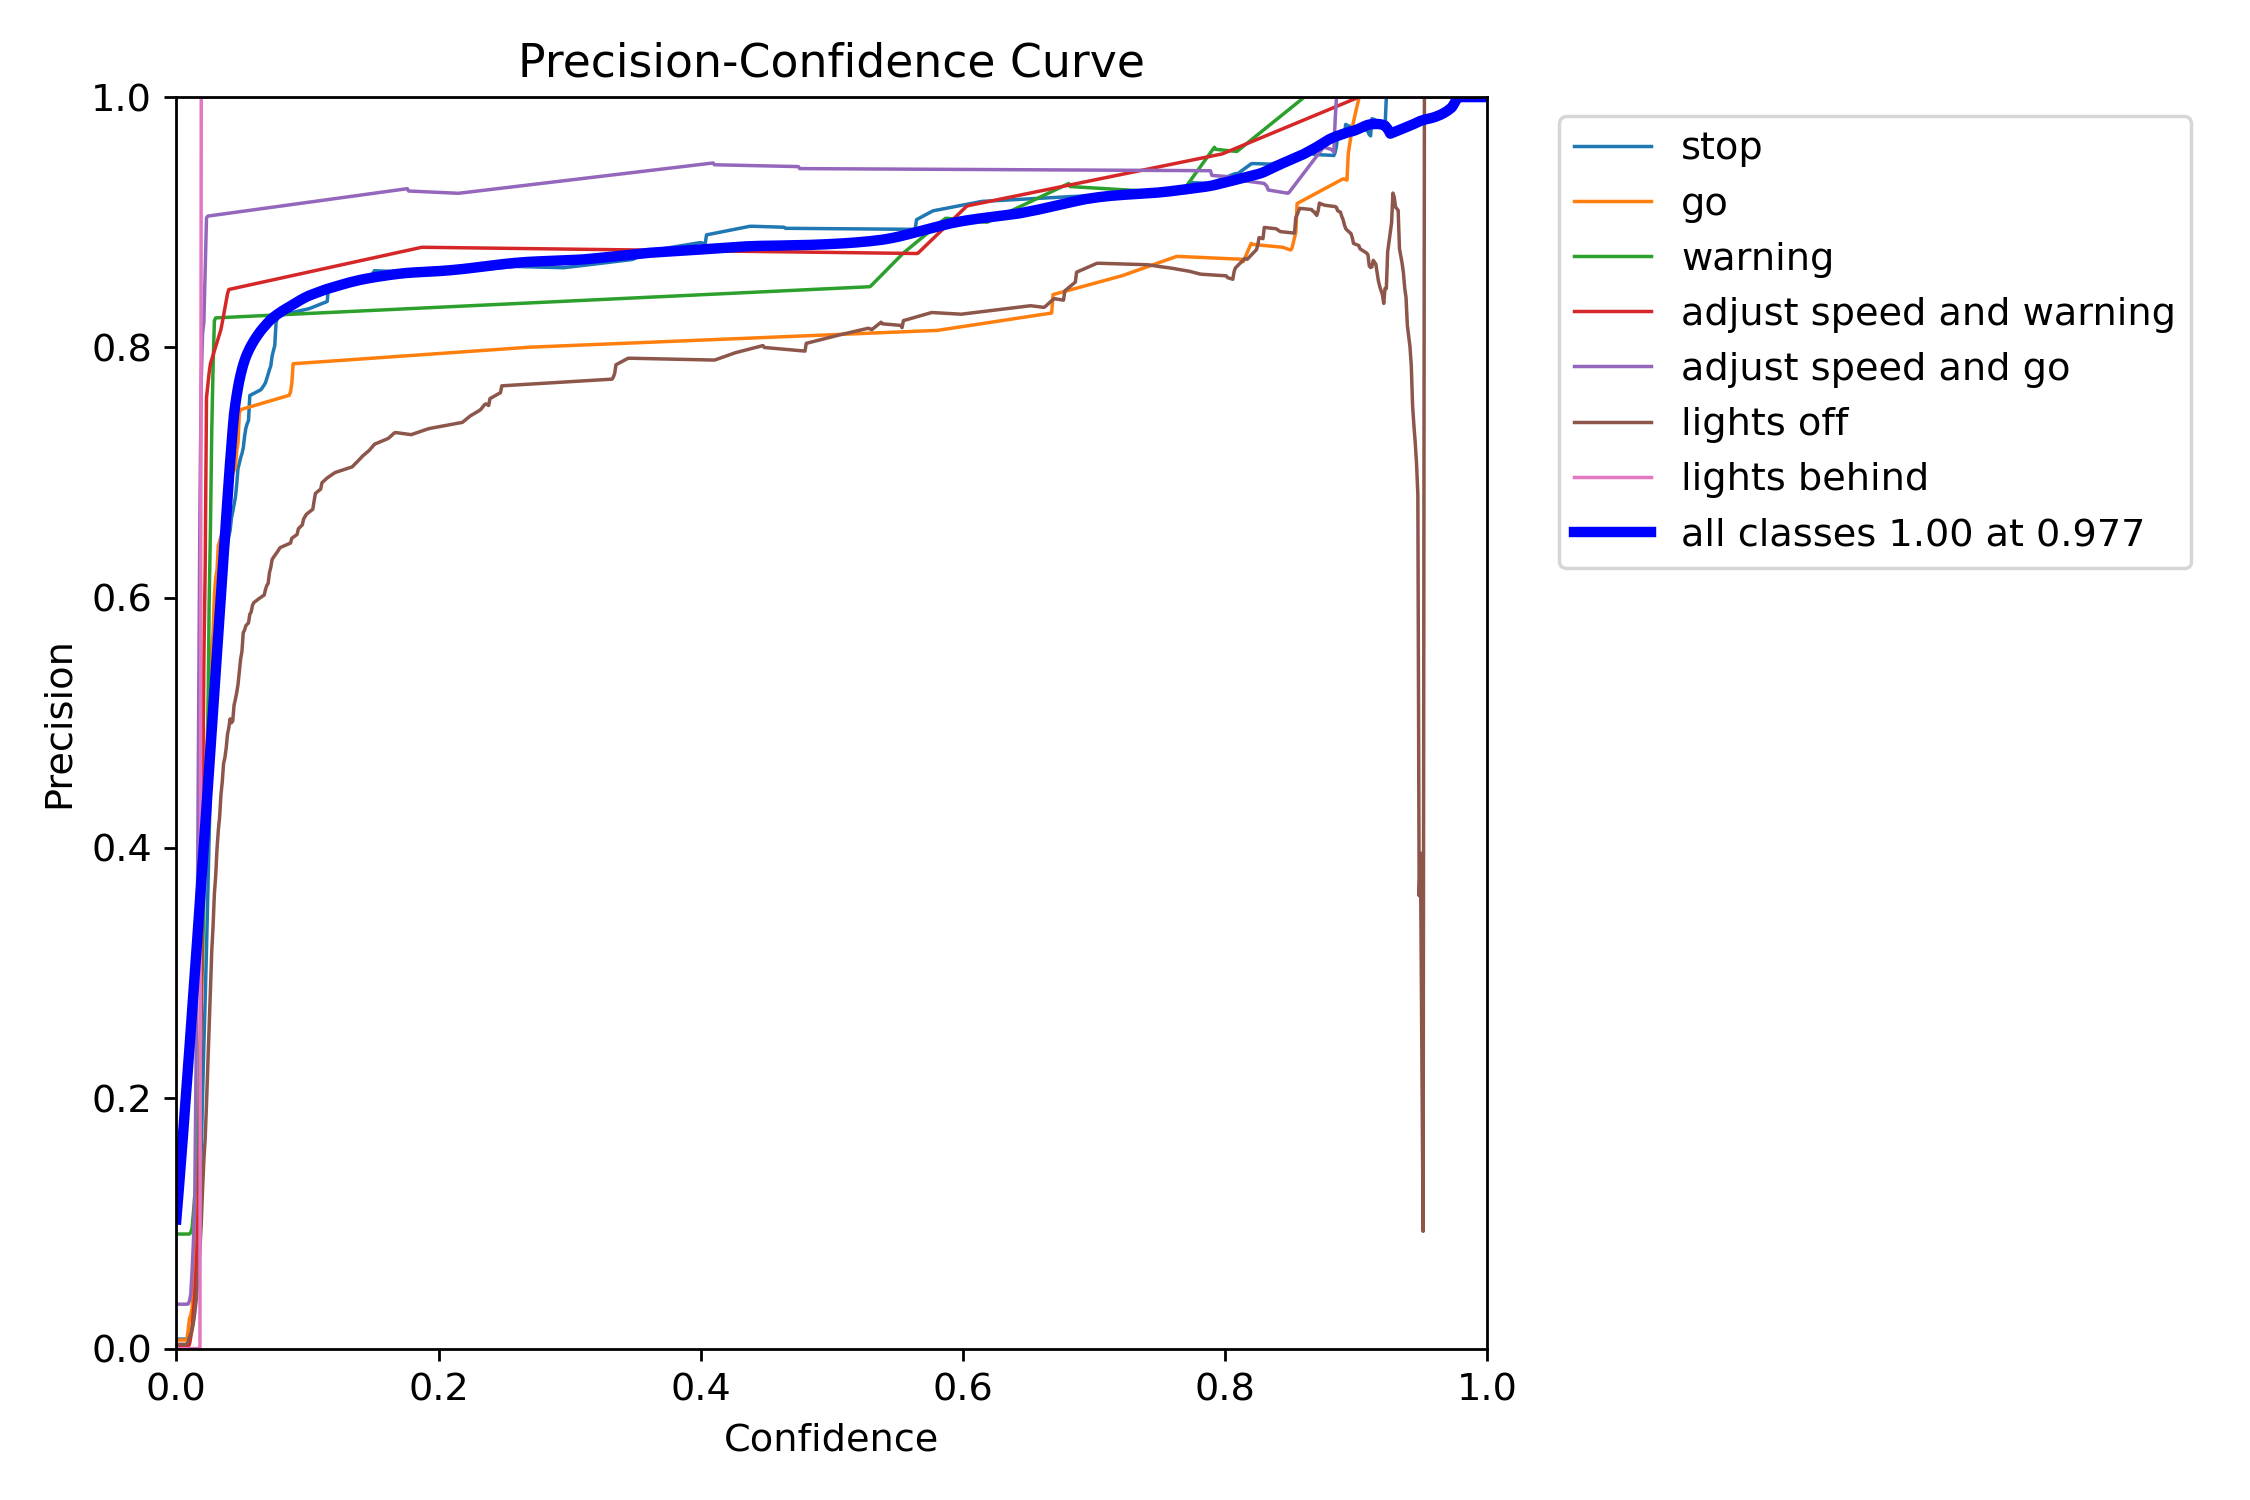 Precision-Confidence Curve
1.0
0.8
0.6
0.4
0.2
0.0
Precision
0.0 0.2 0.4 0.6 0.8 1.0
Confidence
stop
go
warning
adjust speed and warning
adjust speed and go
lights off
lights behind
all classes 1.00 at 0.977